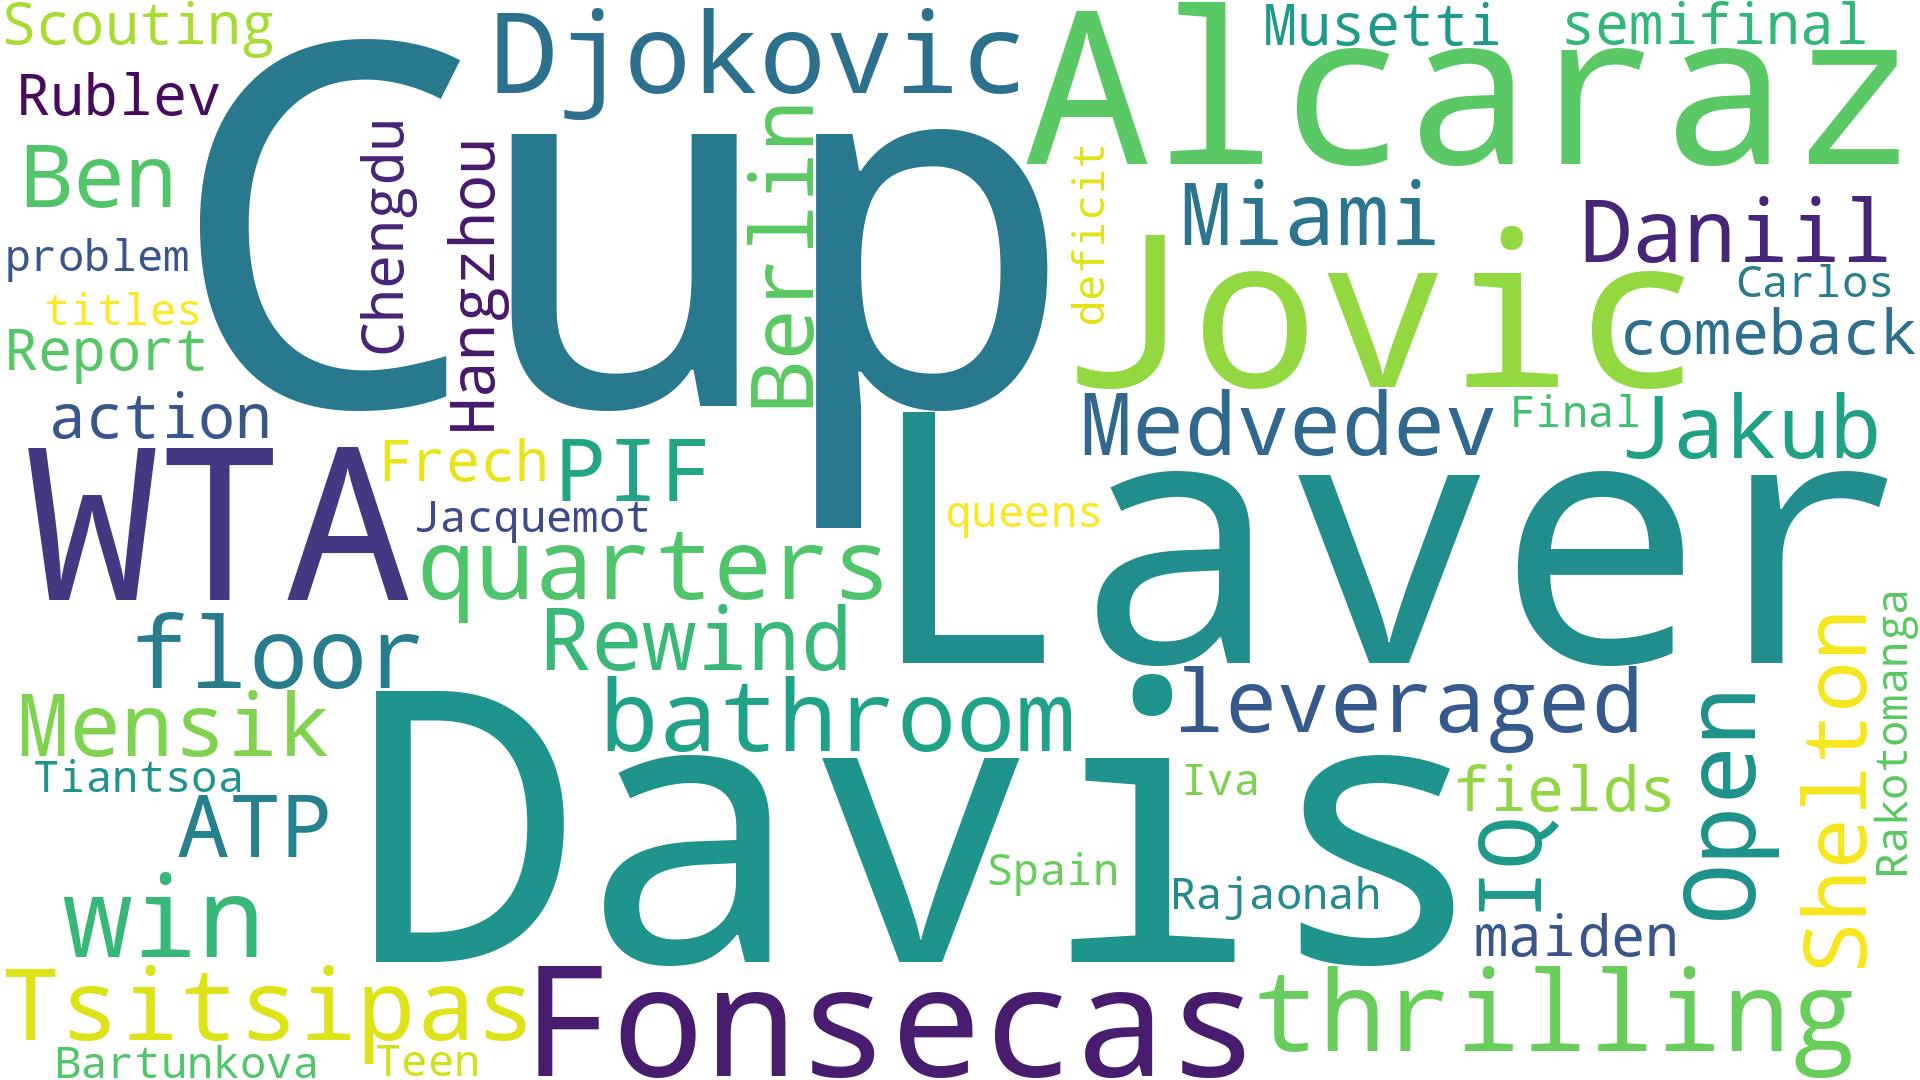 Scouting
Djokovic
Alcaraz
Musetti
semifinal
Rublev
Cup
Ben
Chengdu
Hangzhou
Berlin
deficit
Miami
Daniil
problem
titles
Jovic
Carlos
Report
comeback
action
WTA
Frech
PIF
Medvedev
Final
Jakub
Jacquemot
queens
Laver
quarters
floor
Rewind
Mensik
bathroom
leveraged
Open
Shelton
Rakotomanga
Tiantsoa
ATP
Davis
Iva
fields
IQ
Spain
Rajaonah
win
maiden
Tsitsipas
Fonsecas
thrilling
Bartunkova
Teen